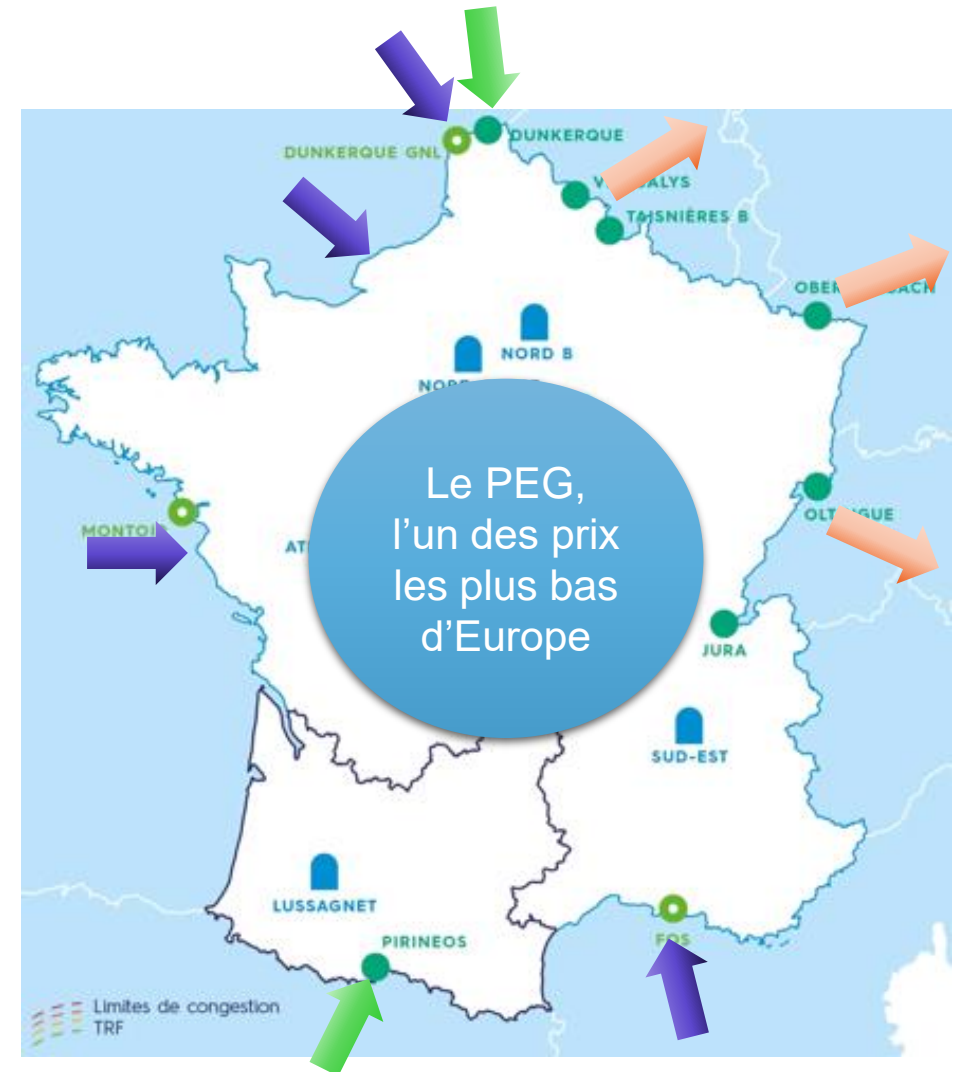 DUNKERQUE
DUNKERQUE GNL
TAISNIÈRES B
NORD B
Le PEG,
l'un des prix
les plus bas
d'Europe
JURA
SUD-EST
LUSSAGNET
PIRINEOS
FOS
Limites de congestion
TRF